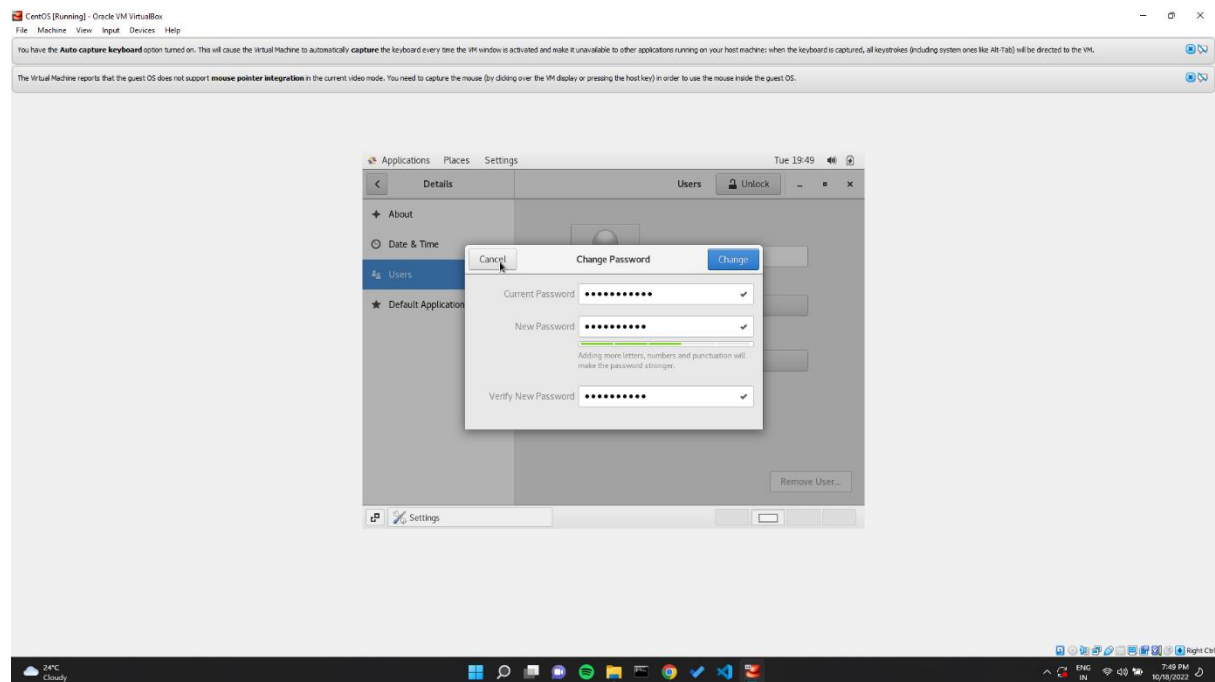 CentOS [Running] - Oracle VM VirtualBox
File Machine View Input Devices Help
You have the Auto capture keyboard option turned on. This will cause the Virtual Machine to automatically capture the keyboard every time the VM window is activated and make it unavailable to other applications running on your host machine: when the keyboard is captured, all keystrokes (including system ones like Alt-Tab) will be directed to the VM.
The Virtual Machine reports that the guest OS does not support mouse pointer integration in the current video mode. You need to capture the mouse (by clicking over the VM display or pressing the host key) in order to use the mouse inside the guest OS.
Applications Places Settings Tue 19:49
Details Users Unlock
About
Date & Time
Cancel Change Password Change
Users
Current Password
Default Application
New Password
Adding more letters, numbers and punctuation will
make the password stronger.
Verify New Password
Remove User...
Settings
Right Ctrl
24°C
Cloudy
ENG
IN
7:49 PM
10/18/2022